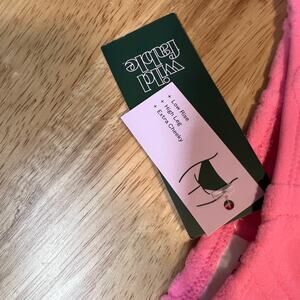 wild
fable
+ Low Rise
+ High Leg
+ Extra Cheeky